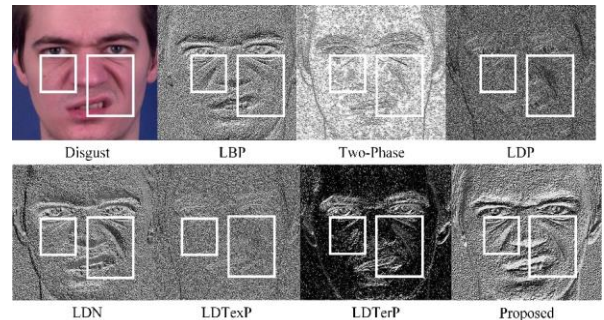 Disgust
LBP
Two-Phase
LDP
LDN
LDTexP
LDTerP
Proposed